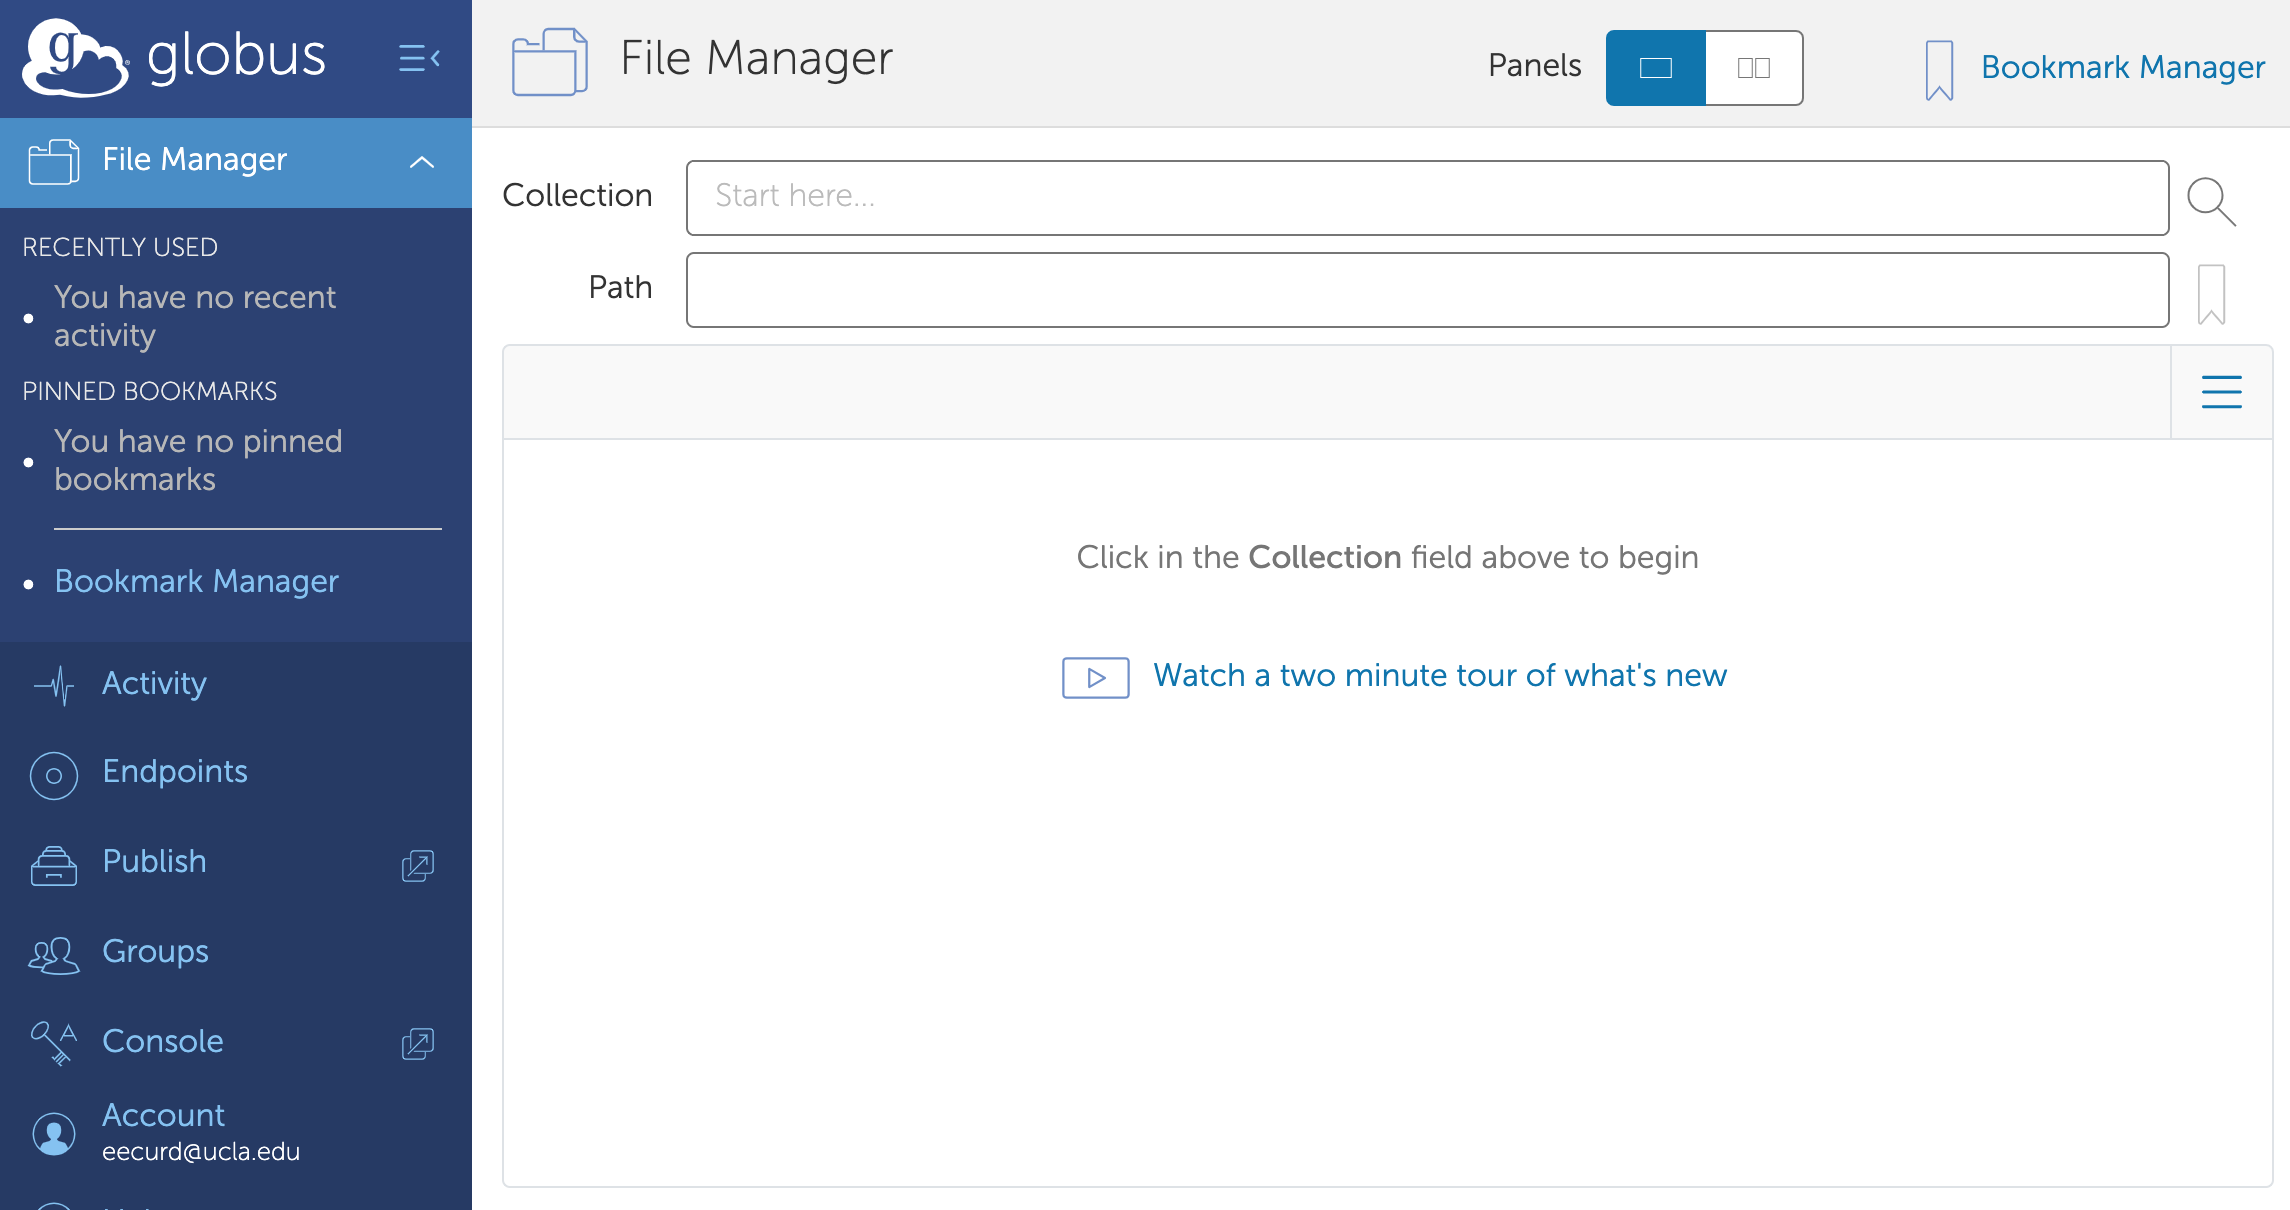 globus
File Manager
RECENTLY USED
You have no recent
activity
PINNED BOOKMARKS
You have no pinned
bookmarks
Bookmark Manager
Activity
Endpoints
Publish
Groups
Console
Account
eecurd@ucla.edu
File Manager
Panels
Bookmark Manager
Collection
Start here...
Path
Click in the Collection field above to begin
Watch a two minute tour of what's new